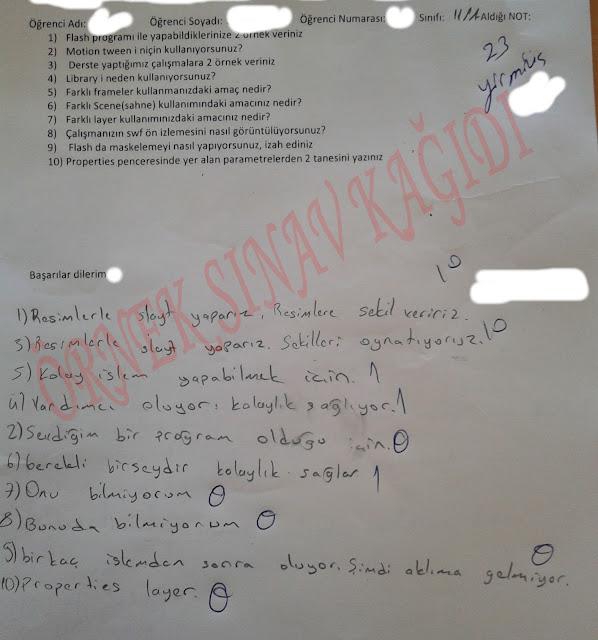 Öğrenci Adı: Öğrenci Soyadı: Öğrenci Numarası: Sınıfı: 11/A Aldığı NOT:
1) Flash programı ile yapabildiklerinize 2 örnek veriniz
2) Motion tween i niçin kullanıyorsunuz?
3) Derste yaptığımız çalışmalara 2 örnek veriniz
4) Library i neden kullanıyorsunuz?
5) Farklı frameler kullanmanızdaki amaç nedir?
6) Farklı Scene(sahne) kullanımındaki amacınız nedir?
7) Farklı layer kullanımınızdaki amacınız nedir?
8) Çalışmanızın swf ön izlemesini nasıl görüntülüyorsunuz?
9) Flash da maskelemeyi nasıl yapıyorsunuz, izah ediniz
10) Properties penceresinde yer alan parametrelerden 2 tanesini yazınız
23
yirmiüç
ÖRNEK SINAV KAĞIDI
Başarılar dilerim
10
1) Resimlerle slayt yaparız, Resimlere şekil veririz.
3) Resimlerle slayt yaparız. Şekilleri oynatıyoruz. 10
5) Kolay işlem yapabilmek için. 1
4) Yardımcı oluyor, kolaylık sağlıyor. 1
2) Sevdiğim bir program olduğu için. 0
6) Gerekli birşeydir kolaylık sağlar 1
7) Onu bilmiyorum 0
8) Bunuda bilmiyorum 0
9) birkaç işlemden sonra oluyor. Şimdi aklıma gelmiyor. 0
10) Properties layer. 0